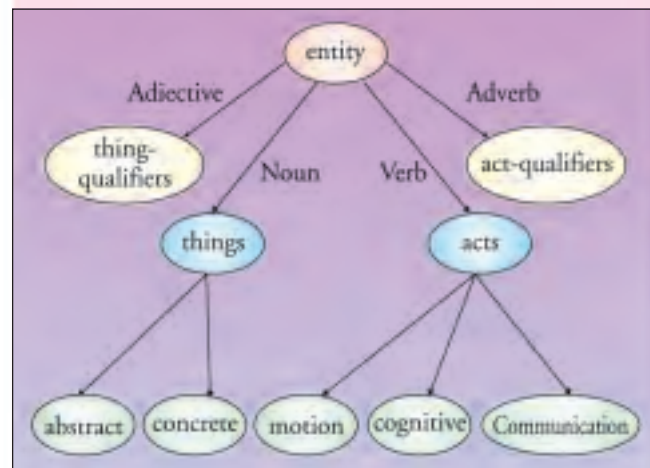 entity
Adiective
Adverb
thing-
qualifiers
Noun
Verb
act-qualifiers
things
acts
abstract
concrete
motion
cognitive
Communication